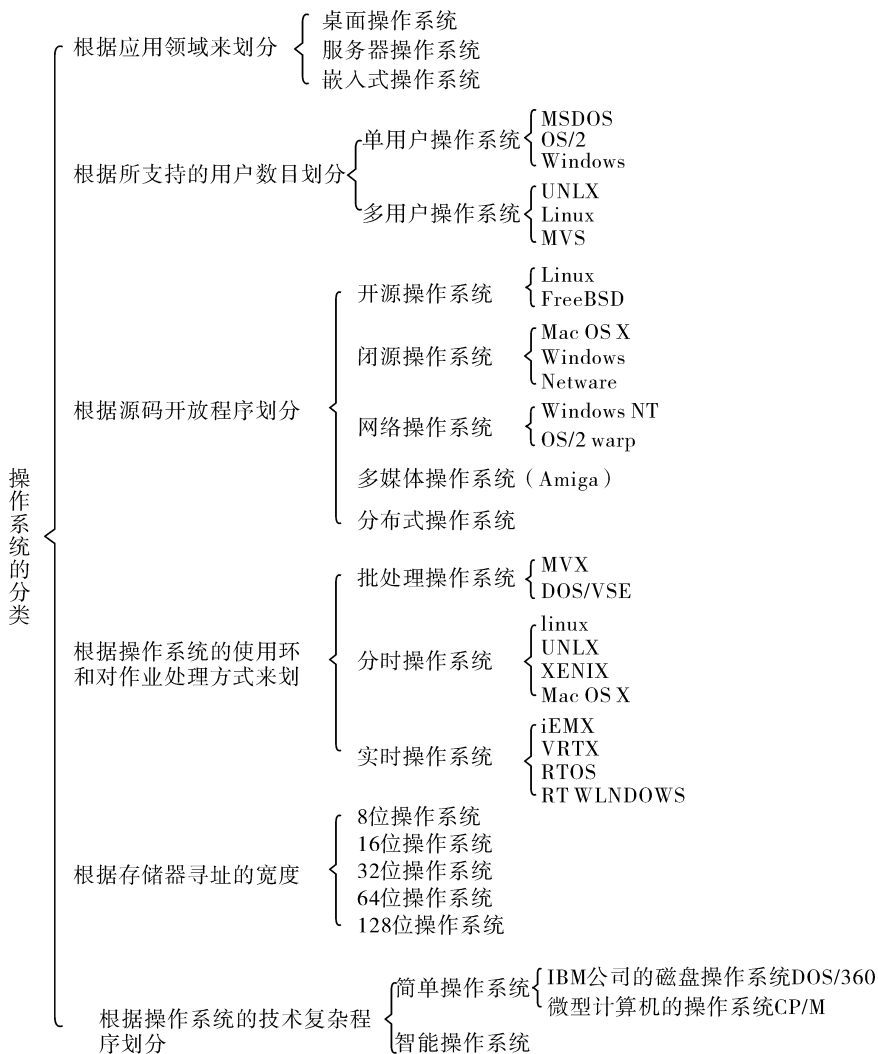 操作系统的分类
根据应用领域来划分
桌面操作系统
服务器操作系统
嵌入式操作系统
根据所支持的用户数目划分
单用户操作系统
MSDOS
OS/2
Windows
多用户操作系统
UNLX
Linux
MVS
根据源码开放程序划分
开源操作系统
Linux
FreeBSD
闭源操作系统
Mac OS X
Windows
Netware
网络操作系统
Windows NT
OS/2 warp
多媒体操作系统（Amiga）
分布式操作系统
根据操作系统的使用环
和对作业处理方式来划
批处理操作系统
MVX
DOS/VSE
分时操作系统
linux
UNLX
XENIX
Mac OS X
实时操作系统
iEMX
VRTX
RTOS
RT WLNDOWS
根据存储器寻址的宽度
8位操作系统
16位操作系统
32位操作系统
64位操作系统
128位操作系统
根据操作系统的技术复杂程
序划分
简单操作系统
IBM公司的磁盘操作系统DOS/360
微型计算机的操作系统CP/M
智能操作系统